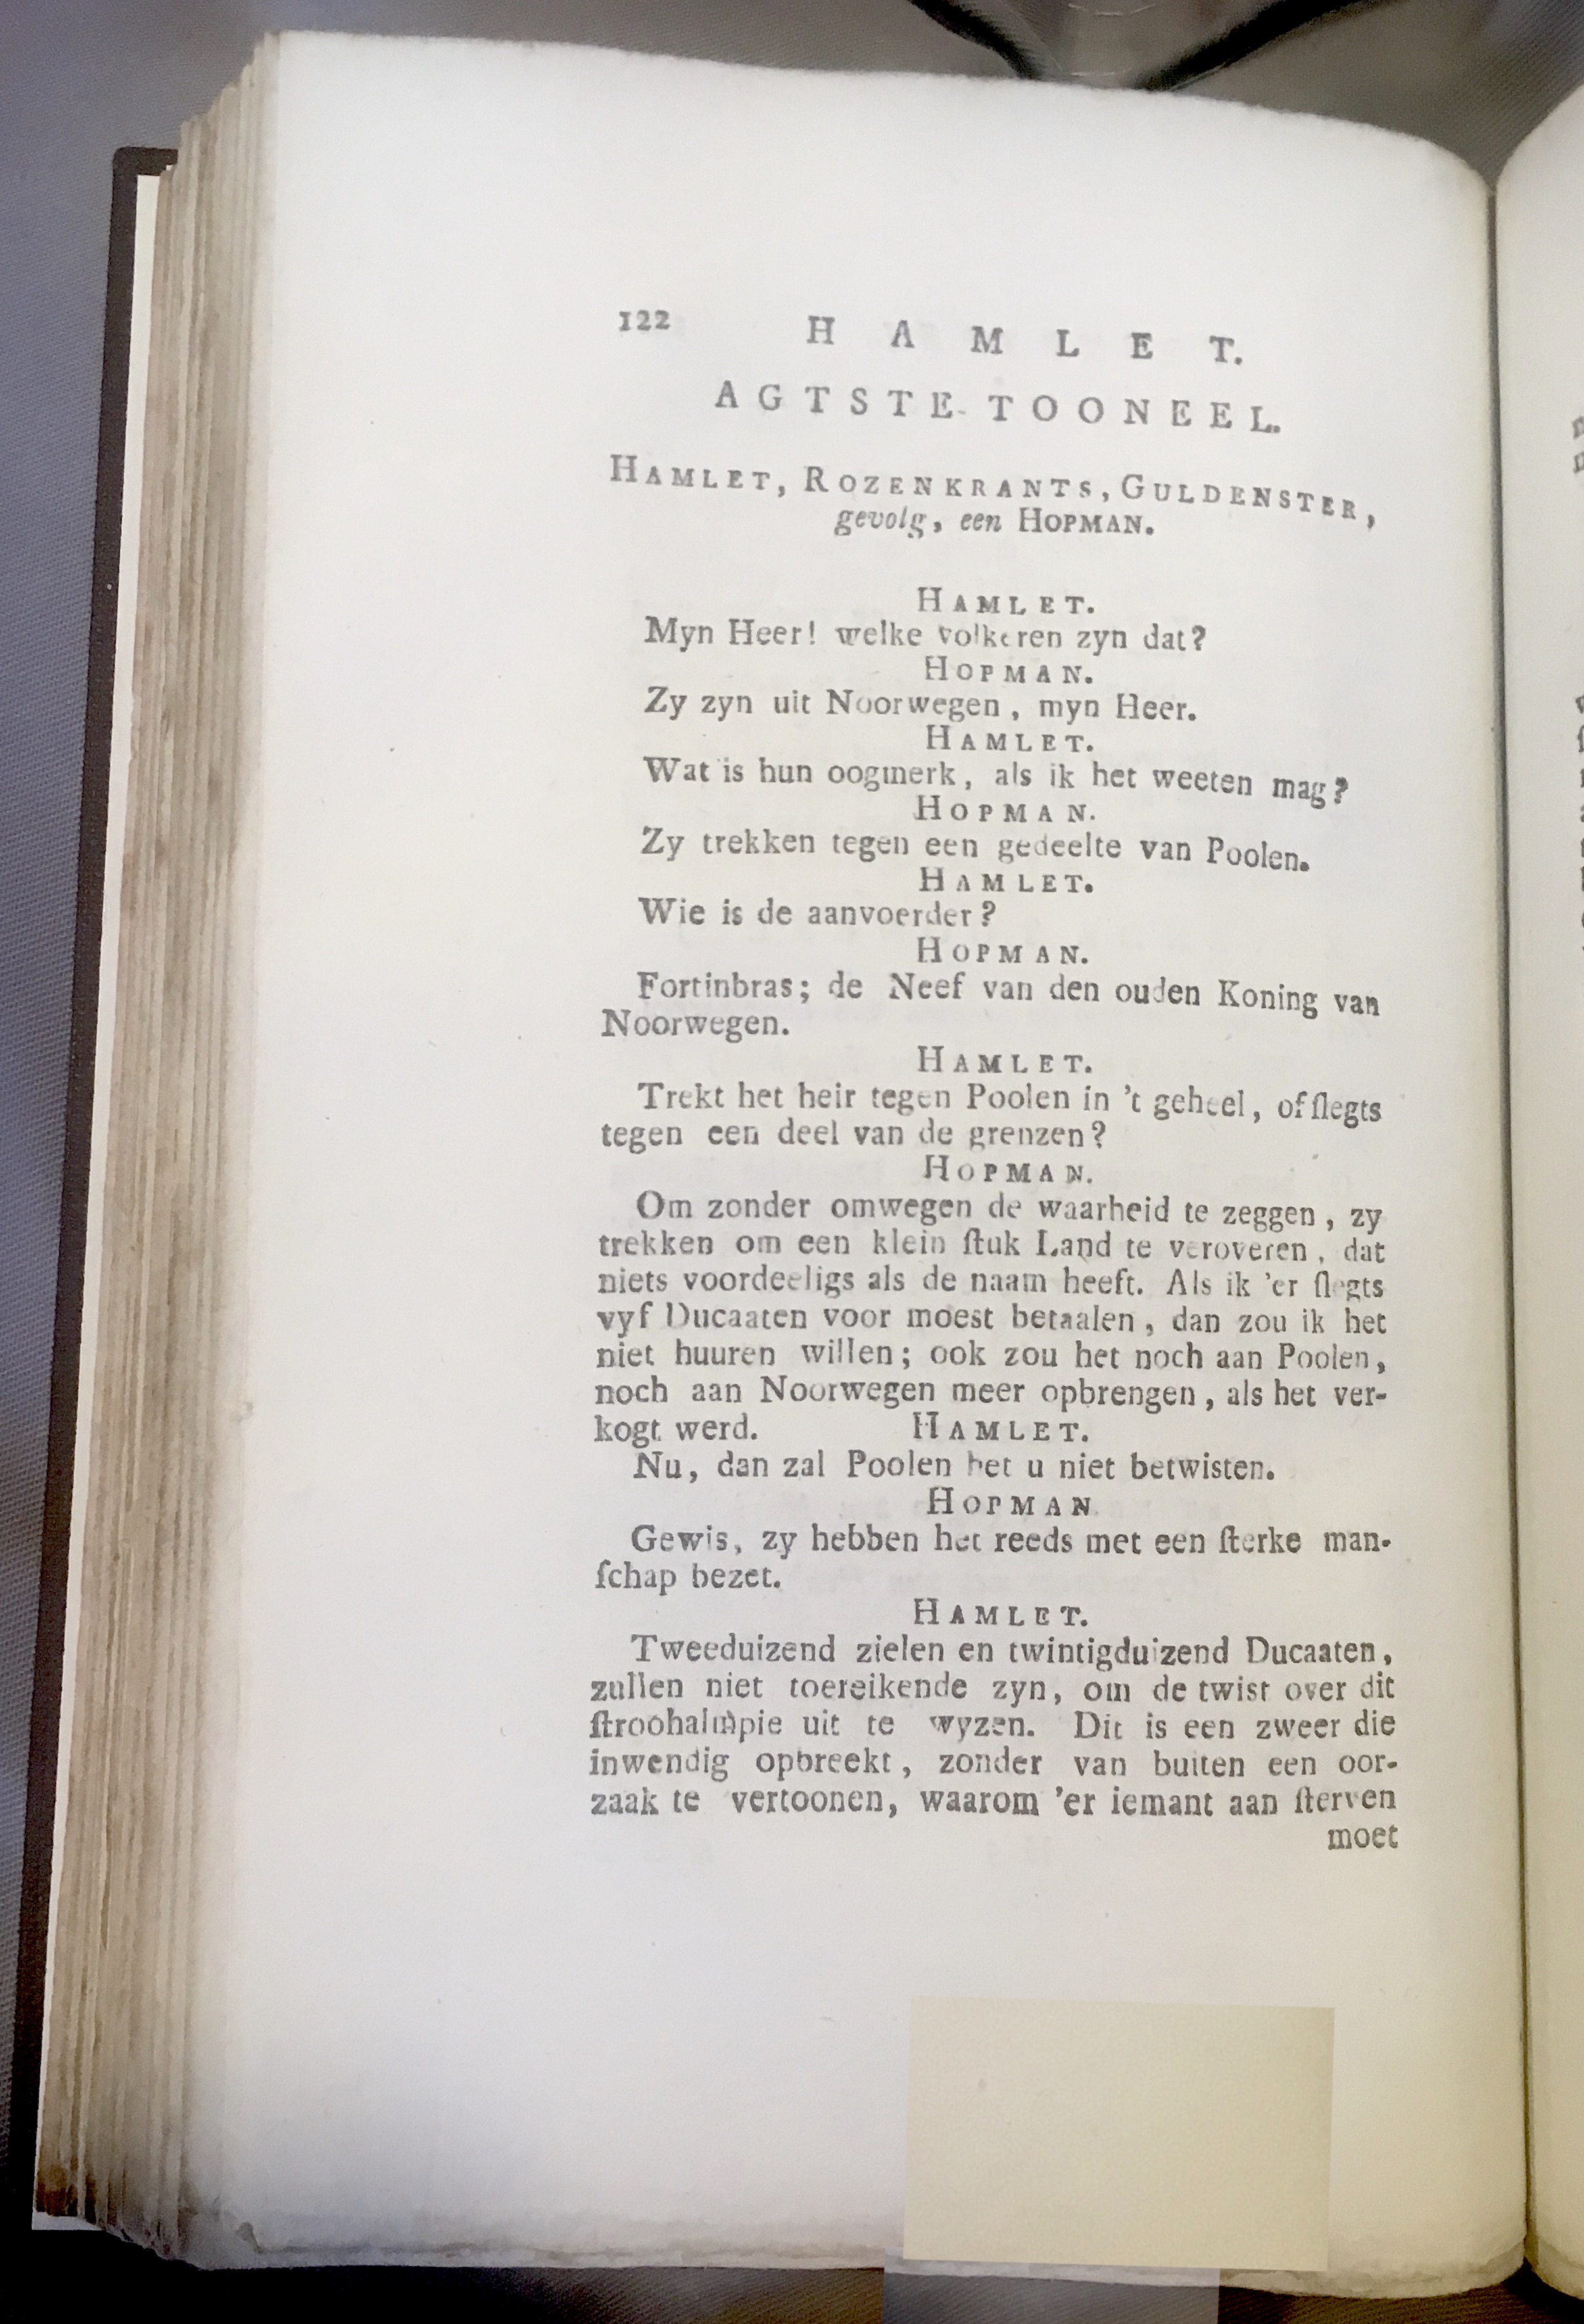 122 HAMLET.
AGTSTE TOONEEL.
HAMLET, ROZENKRANTS, GULDENSTER,
gevolg, een HOPMAN.
HAMLET.
Myn Heer! welke volkeren zyn dat?
HOPMAN.
Zy zyn uit Noorwegen, myn Heer.
HAMLET.
Wat is hun oogmerk, als ik het weeten mag?
HOPMAN.
Zy trekken tegen een gedeelte van Poolen.
HAMLET.
Wie is de aanvoerder?
HOPMAN.
Fortinbras; de Neef van den ouden Koning van
Noorwegen.
HAMLET.
Trekt het heir tegen Poolen in 't geheel, of ſlegts
tegen een deel van de grenzen?
HOPMAN.
Om zonder omwegen de waarheid te zeggen, zy
trekken om een klein ſtuk Land te veroveren, dat
niets voordeeligs als de naam heeft. Als ik 'er ſlegts
vyf Ducaaten voor moest betaalen, dan zou ik het
niet huuren willen; ook zou het noch aan Poolen,
noch aan Noorwegen meer opbrengen, als het ver-
kogt werd. HAMLET.
Nu, dan zal Poolen het u niet betwisten.
HOPMAN
Gewis, zy hebben het reeds met een ſterke man-
ſchap bezet.
HAMLET.
Tweeduizend zielen en twintigduizend Ducaaten,
zullen niet toereikende zyn, om de twist over dit
ſtroohalmpie uit te wyzen. Dit is een zweer die
inwendig opbreekt, zonder van buiten een oor-
zaak te vertoonen, waarom 'er iemant aan ſterven
moet